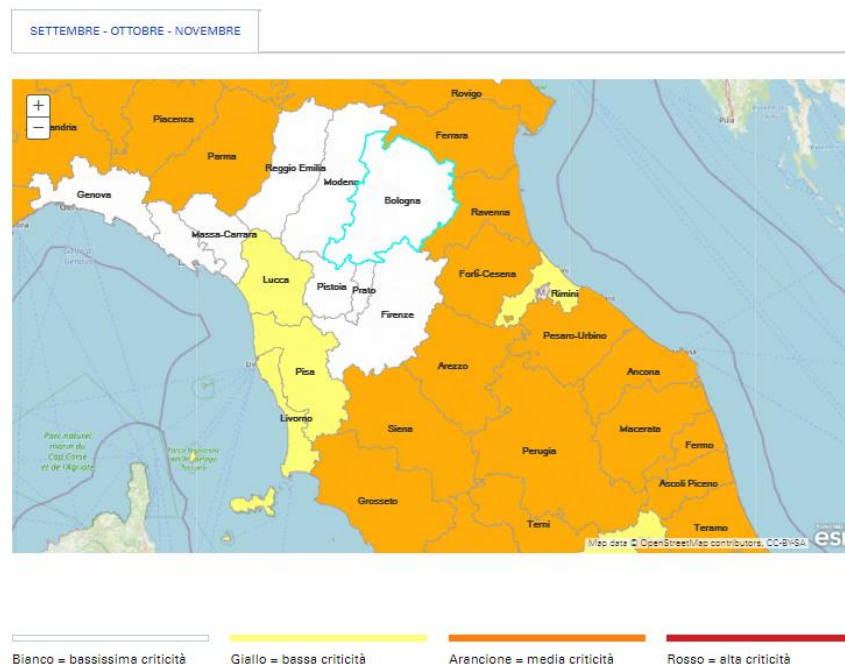 SETTEMBRE - OTTOBRE - NOVEMBRE
+
−
Rovigo
andria
Piacenza
Ferrara
Parma
Reggio Emilia
Modena
Genova
Bologna
Ravenna
Massa-Carrara
Forlì-Cesena
Lucca
Pistoia
Prato
Rimini
Firenze
Pesaro-Urbino
Arezzo
Ancona
Pisa
Livorno
Siena
Macerata
Perugia
Fermo
Ascoli Piceno
Grosseto
Terni
Teramo
Map data © OpenStreetMap contributors, CC-BY-SA
esri
Bianco = bassissima criticità
Giallo = bassa criticità
Arancione = media criticità
Rosso = alta criticità